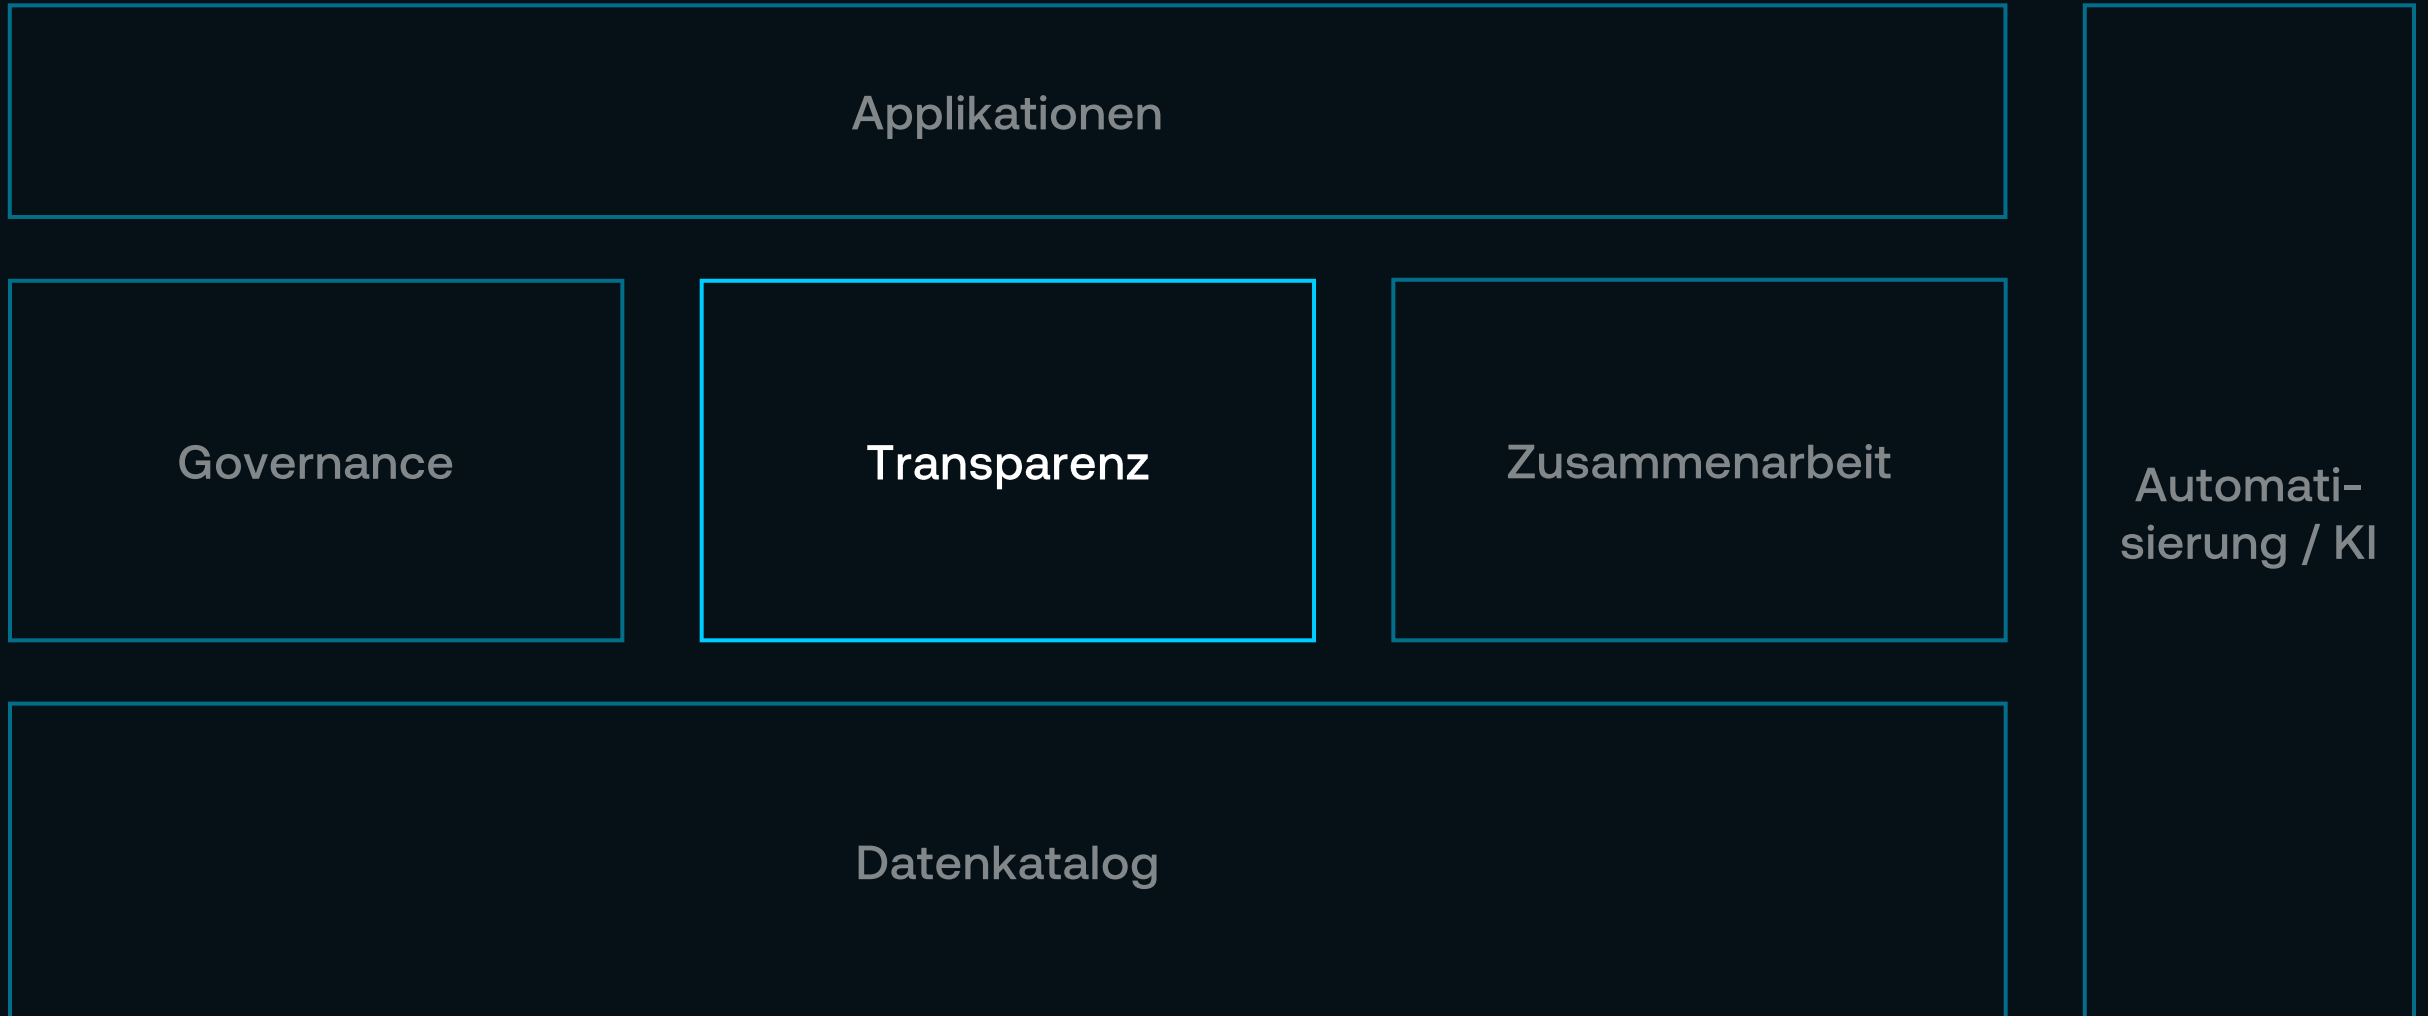 Applikationen
Governance
Transparenz
Zusammenarbeit
Automati-
sierung / KI
Datenkatalog